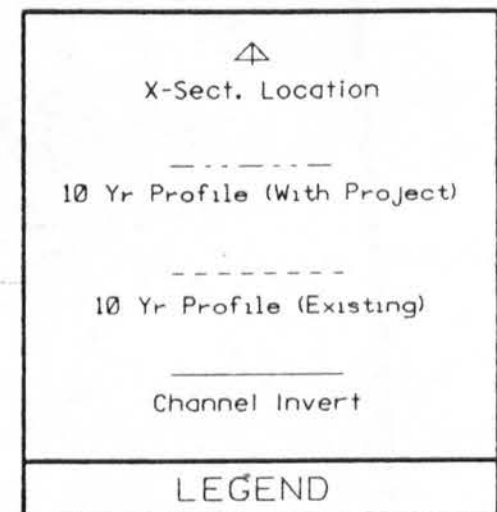 X-Sect. Location
10 Yr Profile (With Project)
10 Yr Profile (Existing)
Channel Invert
LEGEND